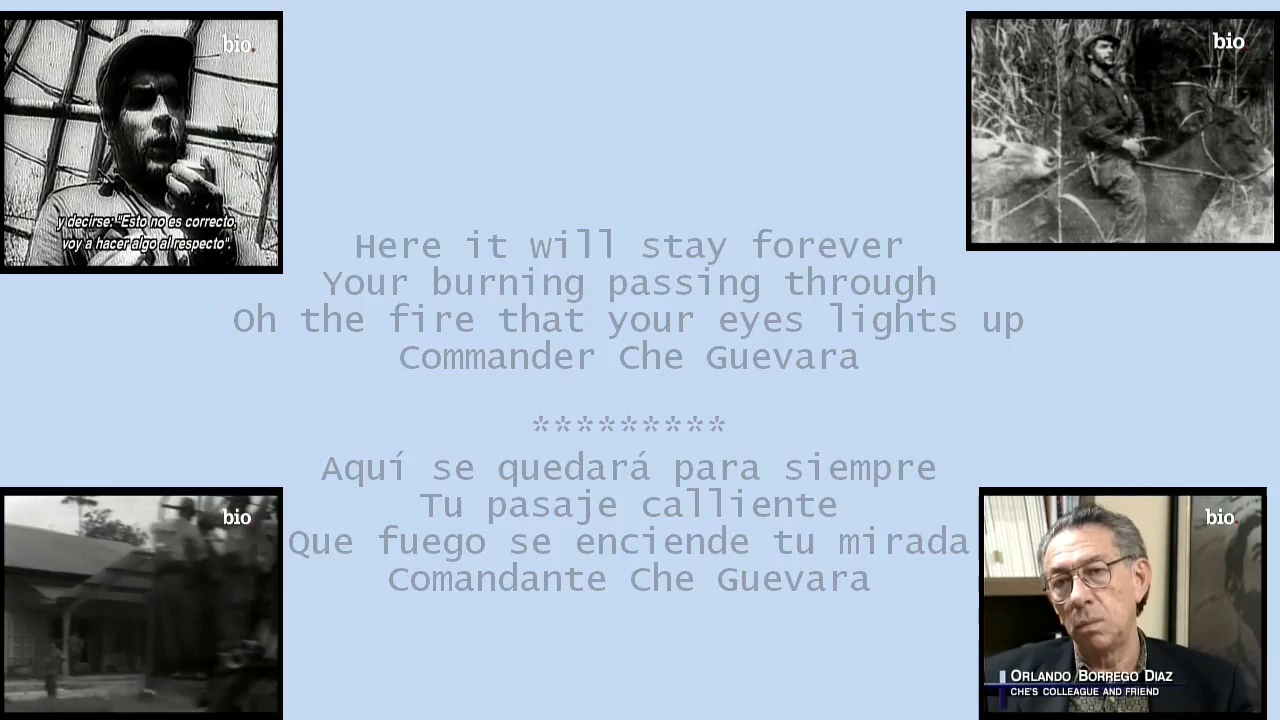 bio.
y decirse: "Esto no es correcto,
voy a hacer algo al respecto".
bio.
Here it will stay forever
Your burning passing through
Oh the fire that your eyes lights up
Commander Che Guevara
*********
Aquí se quedará para siempre
Tu pasaje calliente
Que fuego se enciende tu mirada
Comandante Che Guevara
bio
bio.
ORLANDO BORREGO DIAZ
CHE'S COLLEAGUE AND FRIEND